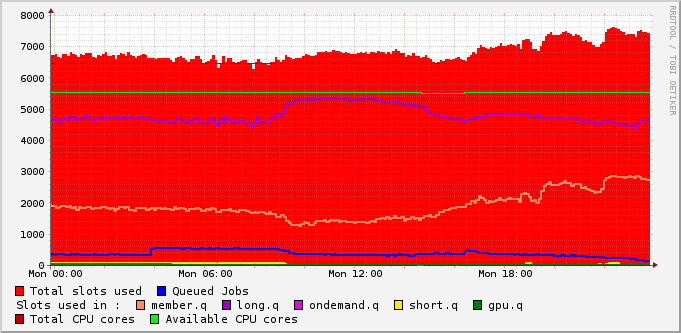 8000
7000
6000
5000
4000
3000
2000
1000
0
Mon 00:00 Mon 06:00 Mon 12:00 Mon 18:00
Total slots used Queued Jobs
Slots used in : member.q long.q ondemand.q short.q gpu.q
Total CPU cores Available CPU cores
RRDTOOL / TOBI OETIKER